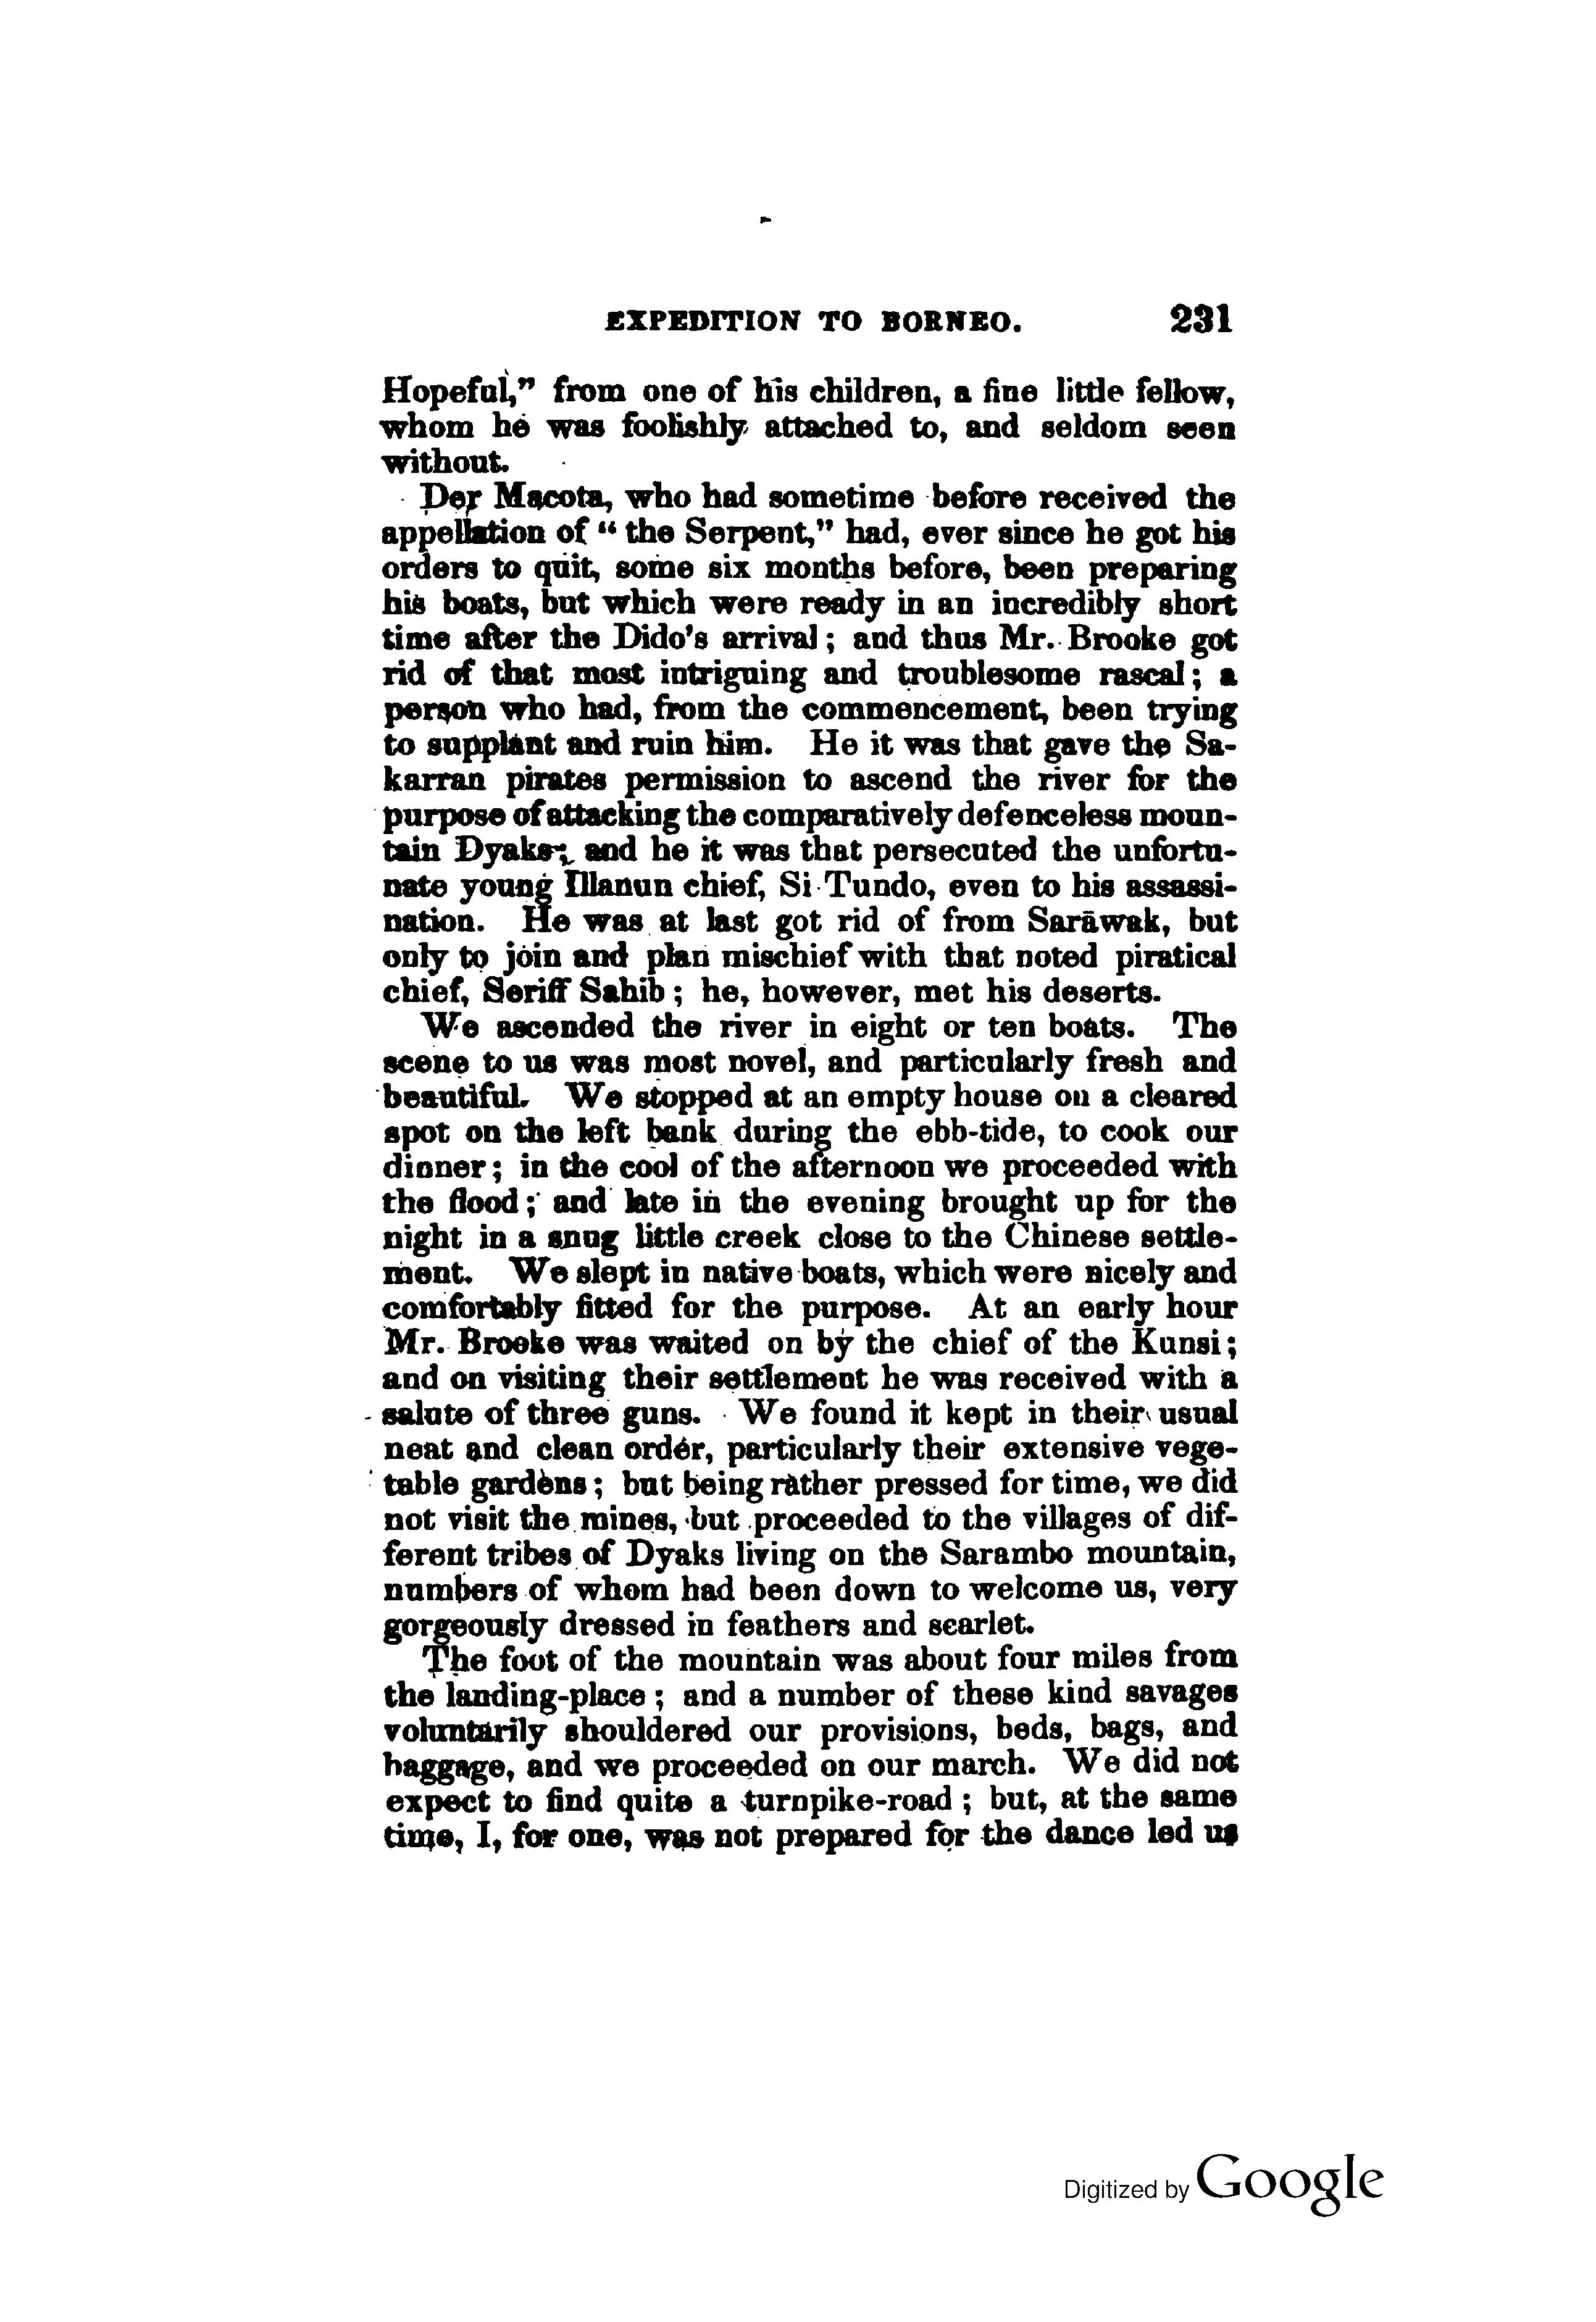 EXPEDITION TO BORNEO. 231
Hopeful,” from one of his children, a fine little fellow,
whom he was foolishly attached to, and seldom seen
without.
Der Macota, who had sometime before received the
appellation of “ the Serpent,” had, ever since he got his
orders to quit, some six months before, been preparing
his boats, but which were ready in an incredibly short
time after the Dido’s arrival ; and thus Mr. Brooke got
rid of that most intriguing and troublesome rascal ; a
person who had, from the commencement, been trying
to supplant and ruin him. He it was that gave the Sa-
karran pirates permission to ascend the river for the
purpose of attacking the comparatively defenceless moun-
tain Dyaks ; and he it was that persecuted the unfortu-
nate young Illanun chief, Si Tundo, even to his assassi-
nation. He was at last got rid of from Sarāwak, but
only to join and plan mischief with that noted piratical
chief, Seriff Sahib ; he, however, met his deserts.
We ascended the river in eight or ten boats. The
scene to us was most novel, and particularly fresh and
beautiful. We stopped at an empty house on a cleared
spot on the left bank during the ebb-tide, to cook our
dinner ; in the cool of the afternoon we proceeded with
the flood ; and late in the evening brought up for the
night in a snug little creek close to the Chinese settle-
ment. We slept in native boats, which were nicely and
comfortably fitted for the purpose. At an early hour
Mr. Brooke was waited on by the chief of the Kunsi ;
and on visiting their settlement he was received with a
salute of three guns. We found it kept in their usual
neat and clean order, particularly their extensive vege-
table gardens ; but being rather pressed for time, we did
not visit the mines, but proceeded to the villages of dif-
ferent tribes of Dyaks living on the Sarambo mountain,
numbers of whom had been down to welcome us, very
gorgeously dressed in feathers and scarlet.
The foot of the mountain was about four miles from
the landing-place ; and a number of these kind savages
voluntarily shouldered our provisions, beds, bags, and
baggage, and we proceeded on our march. We did not
expect to find quite a turnpike-road ; but, at the same
time, I, for one, was not prepared for the dance led us
Digitized by Google